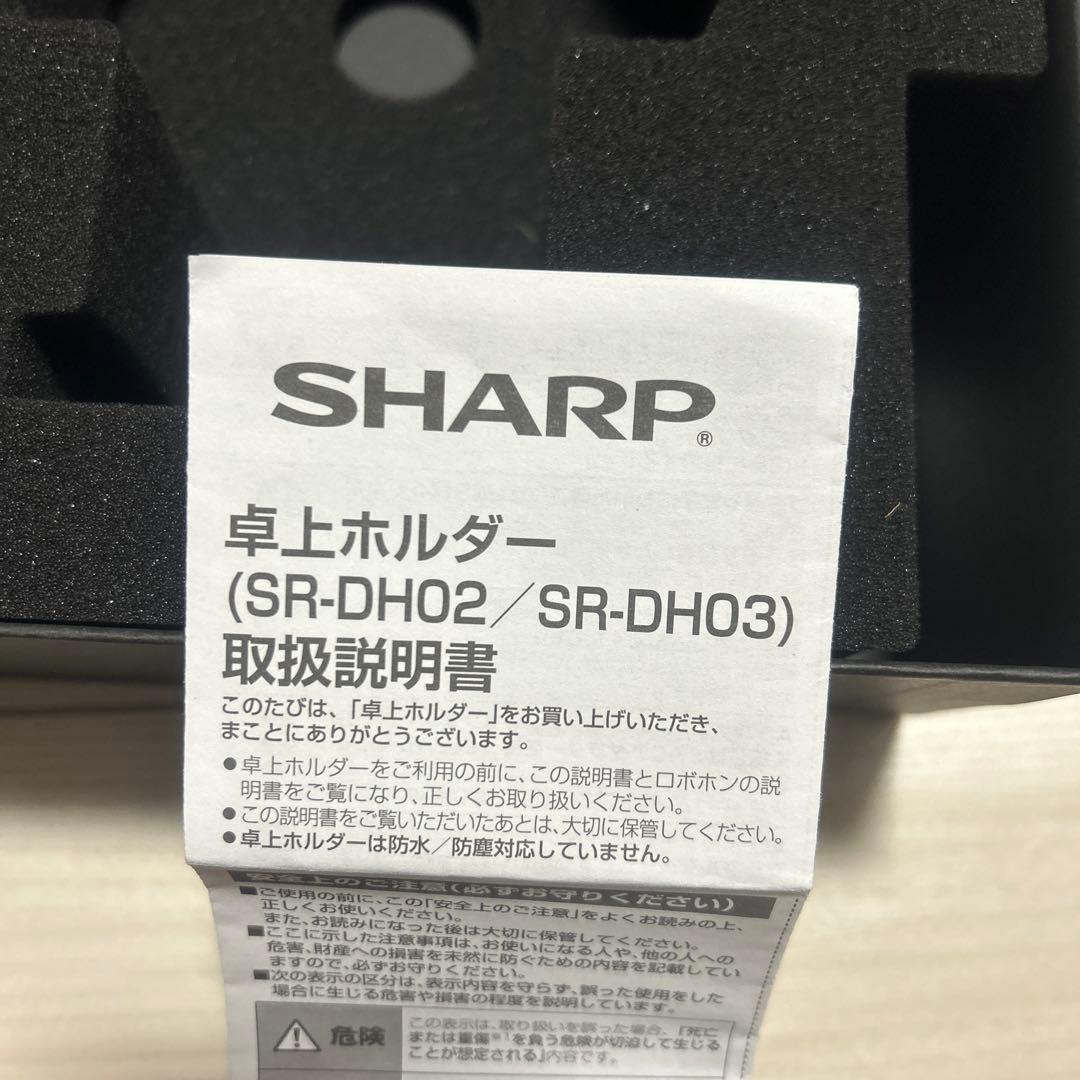 SHARP®
卓上ホルダー
(SR-DH02／SR-DH03)
取扱説明書
このたびは、「卓上ホルダー」をお買い上げいただき、
まことにありがとうございます。
●卓上ホルダーをご利用の前に、この説明書とロボホンの説
明書をご覧になり、正しくお取り扱いください。
●この説明書をご覧いただいたあとは、大切に保管してください。
●卓上ホルダーは防水／防塵対応していません。
安全上のご注意(必ずお守りください)
■ご使用の前に、この「安全上のご注意」をよくお読みの上、
正しくお使いください。
また、お読みになった後は大切に保管してください。
■ここに示した注意事項は、お使いになる人や、他の人への
危害、財産への損害を未然に防ぐための内容を記載してい
ますので、必ずお守りください。
■次の表示の区分は、表示内容を守らず、誤った使用をした
場合に生じる危害や損害の程度を説明しています。
危険
この表示は、取り扱いを誤った場合、「死亡
または重傷※1を負う危険が切迫して生じる
ことが想定される」内容です。